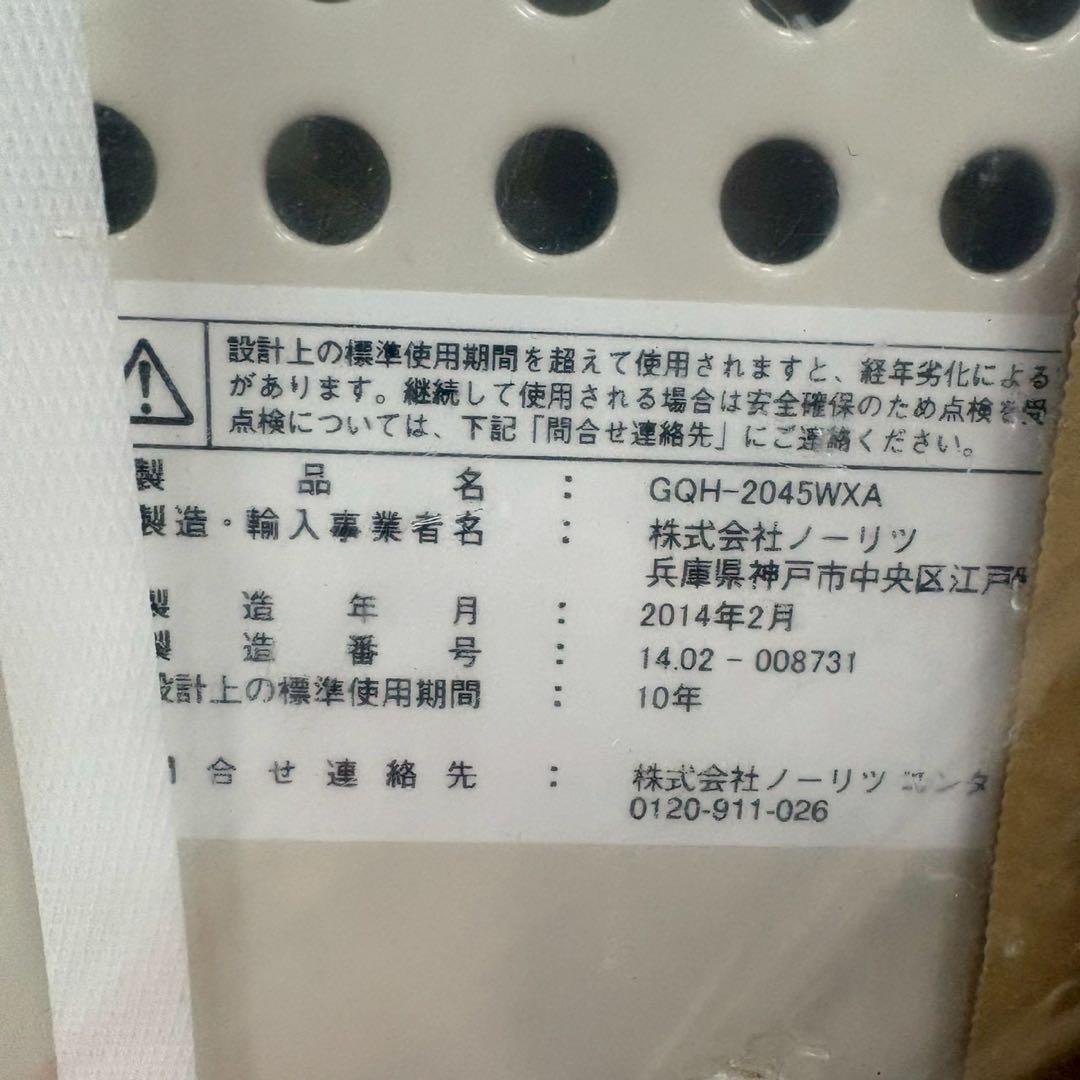 設計上の標準使用期間を超えて使用されますと、経年劣化による
があります。継続して使用される場合は安全確保のため点検を受
点検については、下記「問合せ連絡先」にご連絡ください。
製品名 : GQH-2045WXA
製造・輸入事業者名 : 株式会社ノーリツ
兵庫県神戸市中央区江戸
製造年月 : 2014年2月
製造番号 : 14.02-008731
設計上の標準使用期間 : 10年
問合せ連絡先 : 株式会社ノーリツ
0120-911-026